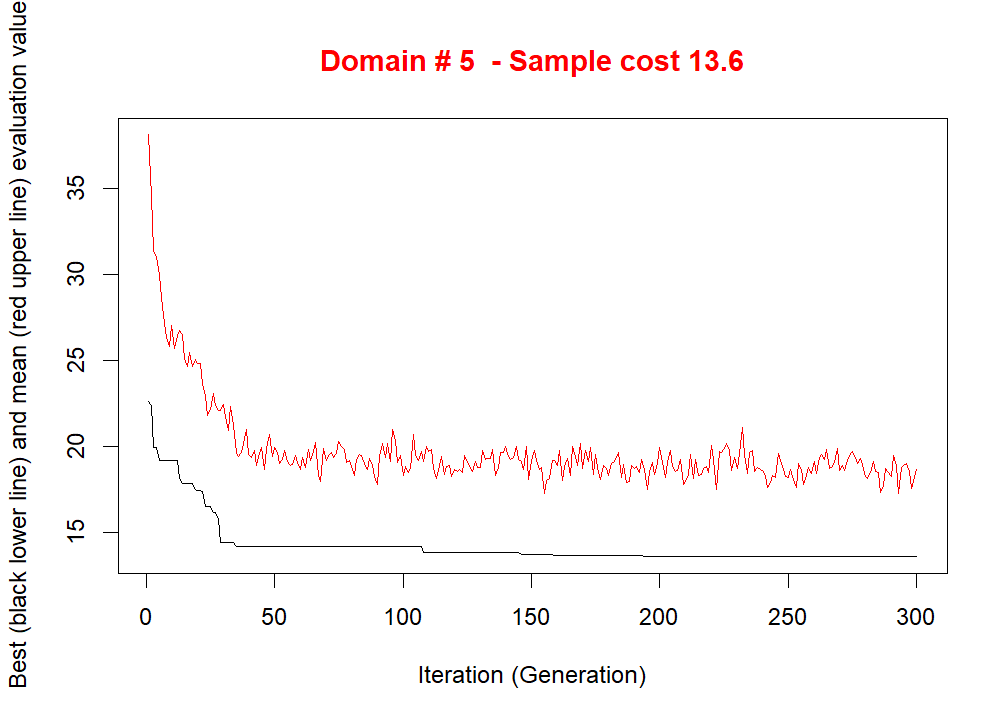 Domain # 5  - Sample cost 13.6
Best (black lower line) and mean (red upper line) evaluation value
35
30
25
20
15
0 50 100 150 200 250 300
Iteration (Generation)